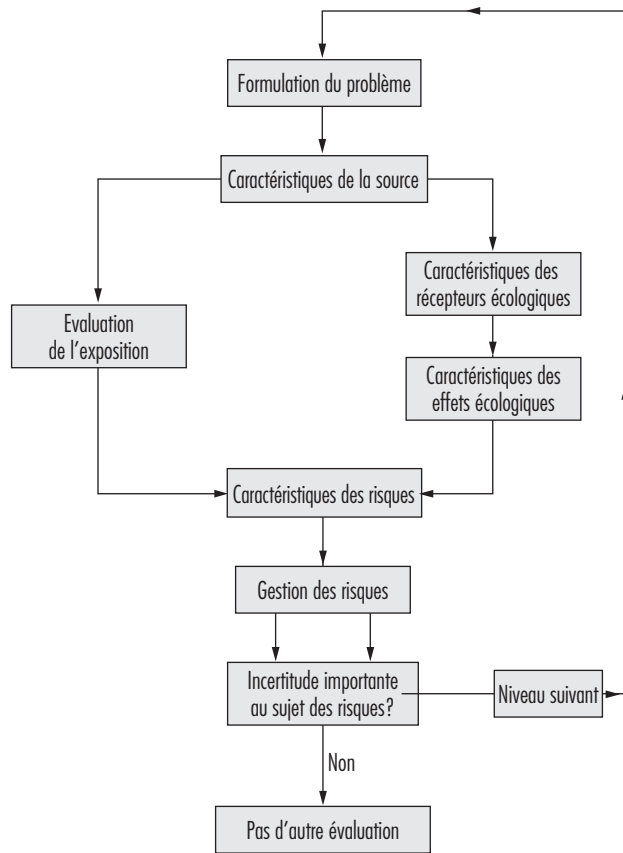 Formulation du problème
Caractéristiques de la source
Caractéristiques des
récepteurs écologiques
Evaluation
de l'exposition
Caractéristiques des
effets écologiques
Caractéristiques des risques
Gestion des risques
Incertitude importante
au sujet des risques?
Niveau suivant
Non
Pas d'autre évaluation